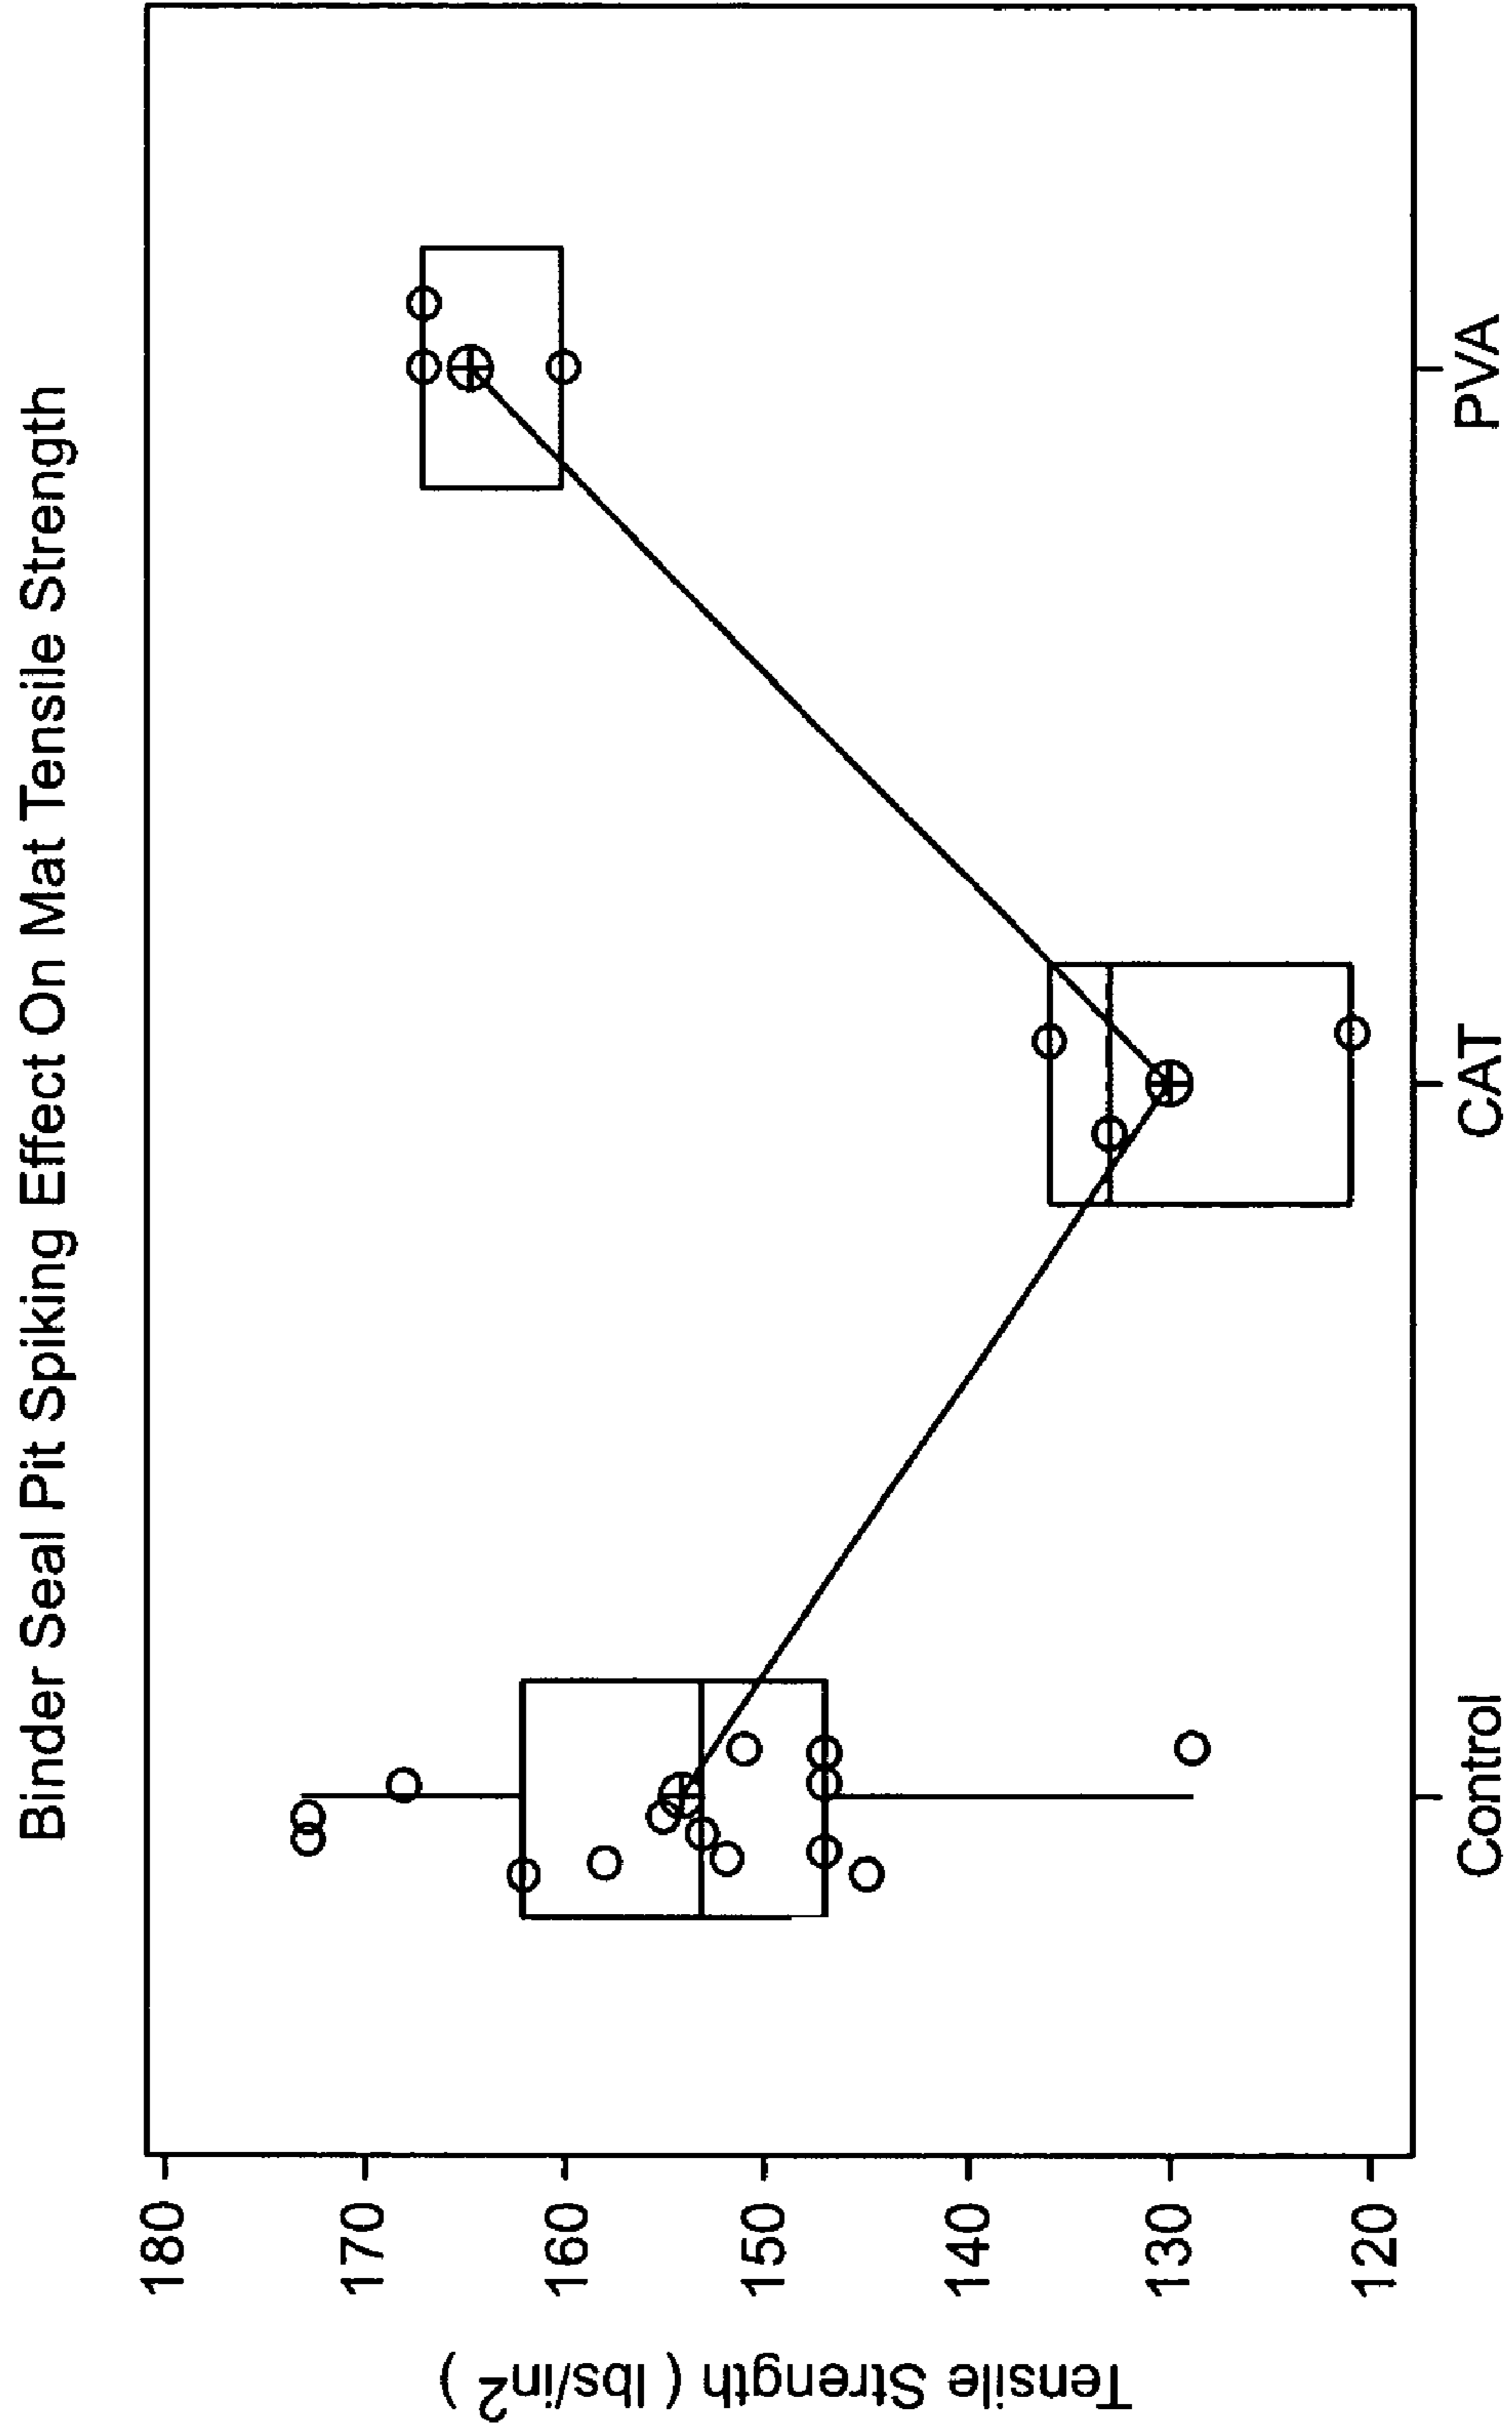 Binder Seal Pit Spiking Effect On Mat Tensile Strength
Tensile Strength ( lbs/in2 )
180
170
160
150
140
130
120
Control
CAT
PVA